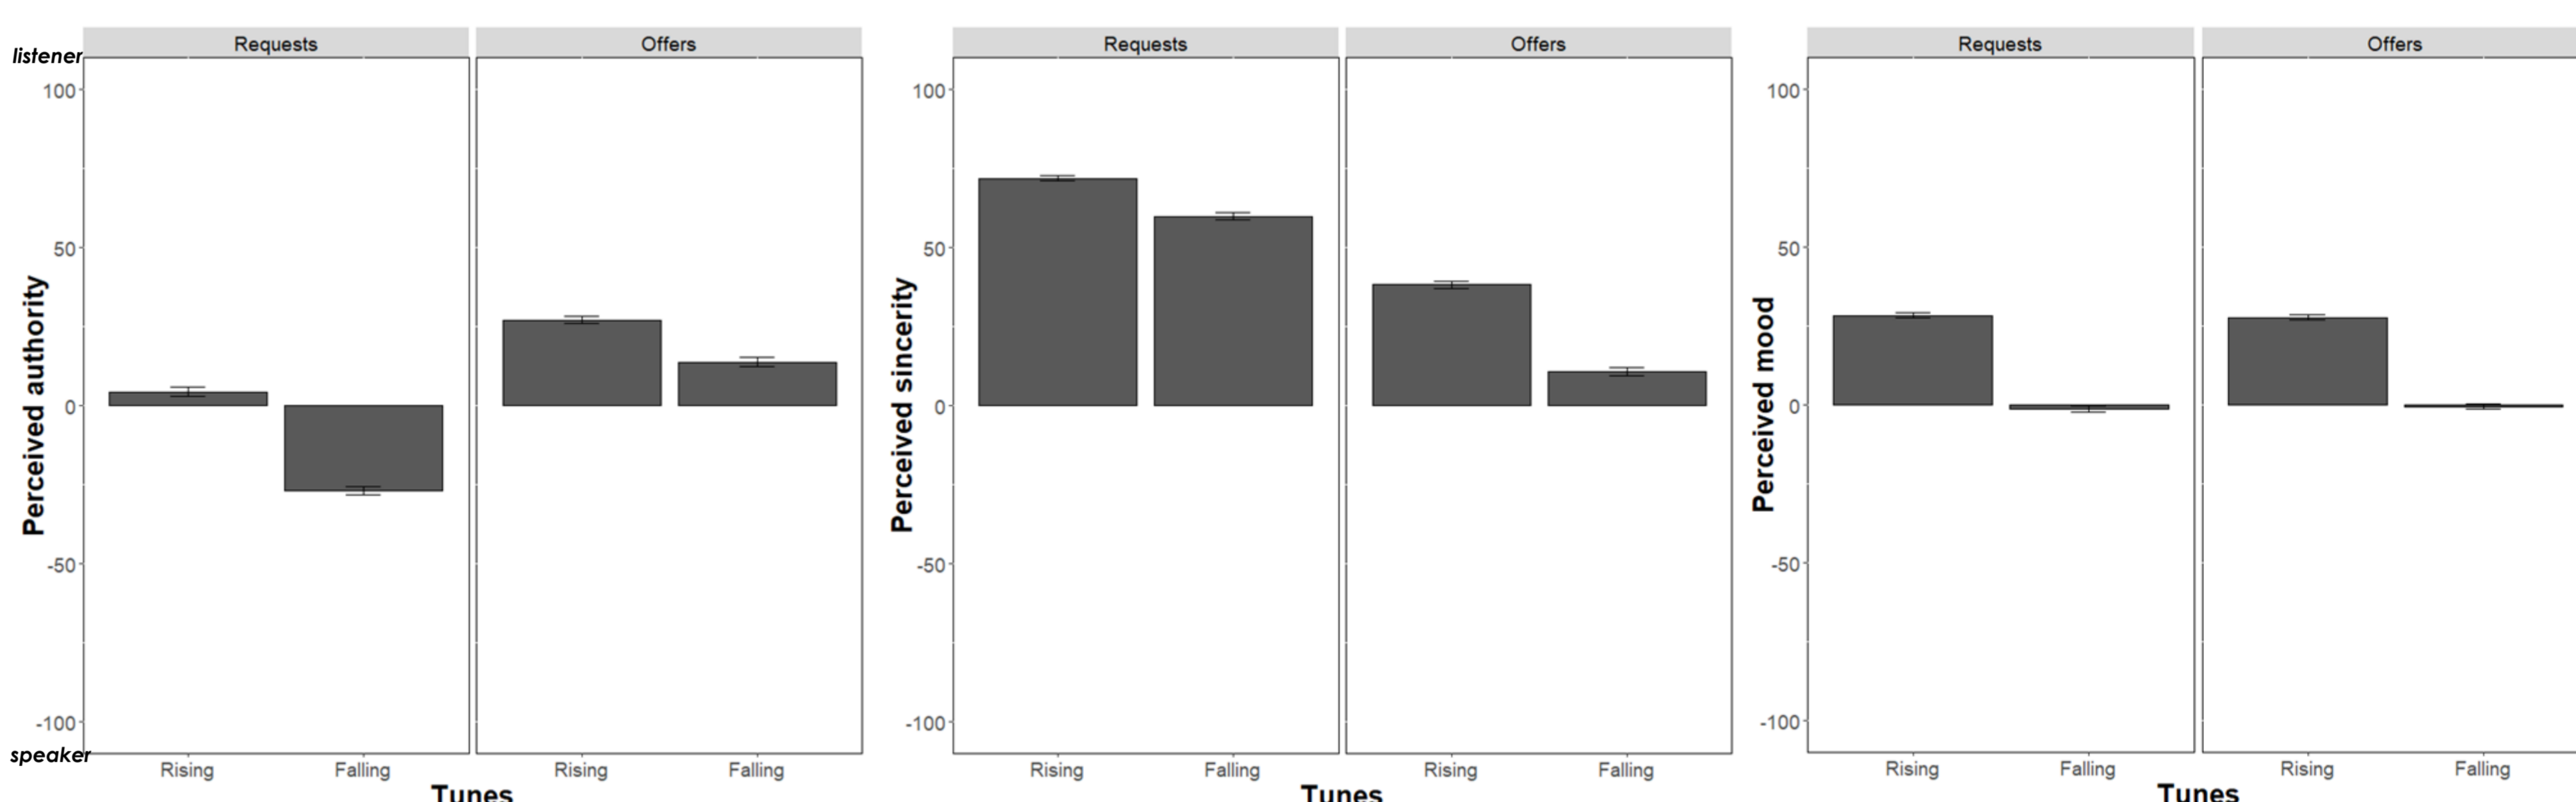 Requests Offers Requests Offers Requests Offers
listener
100 100 100
50 50 50
Perceived authority
Perceived sincerity
Perceived mood
0 0 0
-50 -50 -50
-100 -100 -100
speaker
Rising Falling Rising Falling Rising Falling Rising Falling Rising Falling Rising Falling
Tunes Tunes Tunes